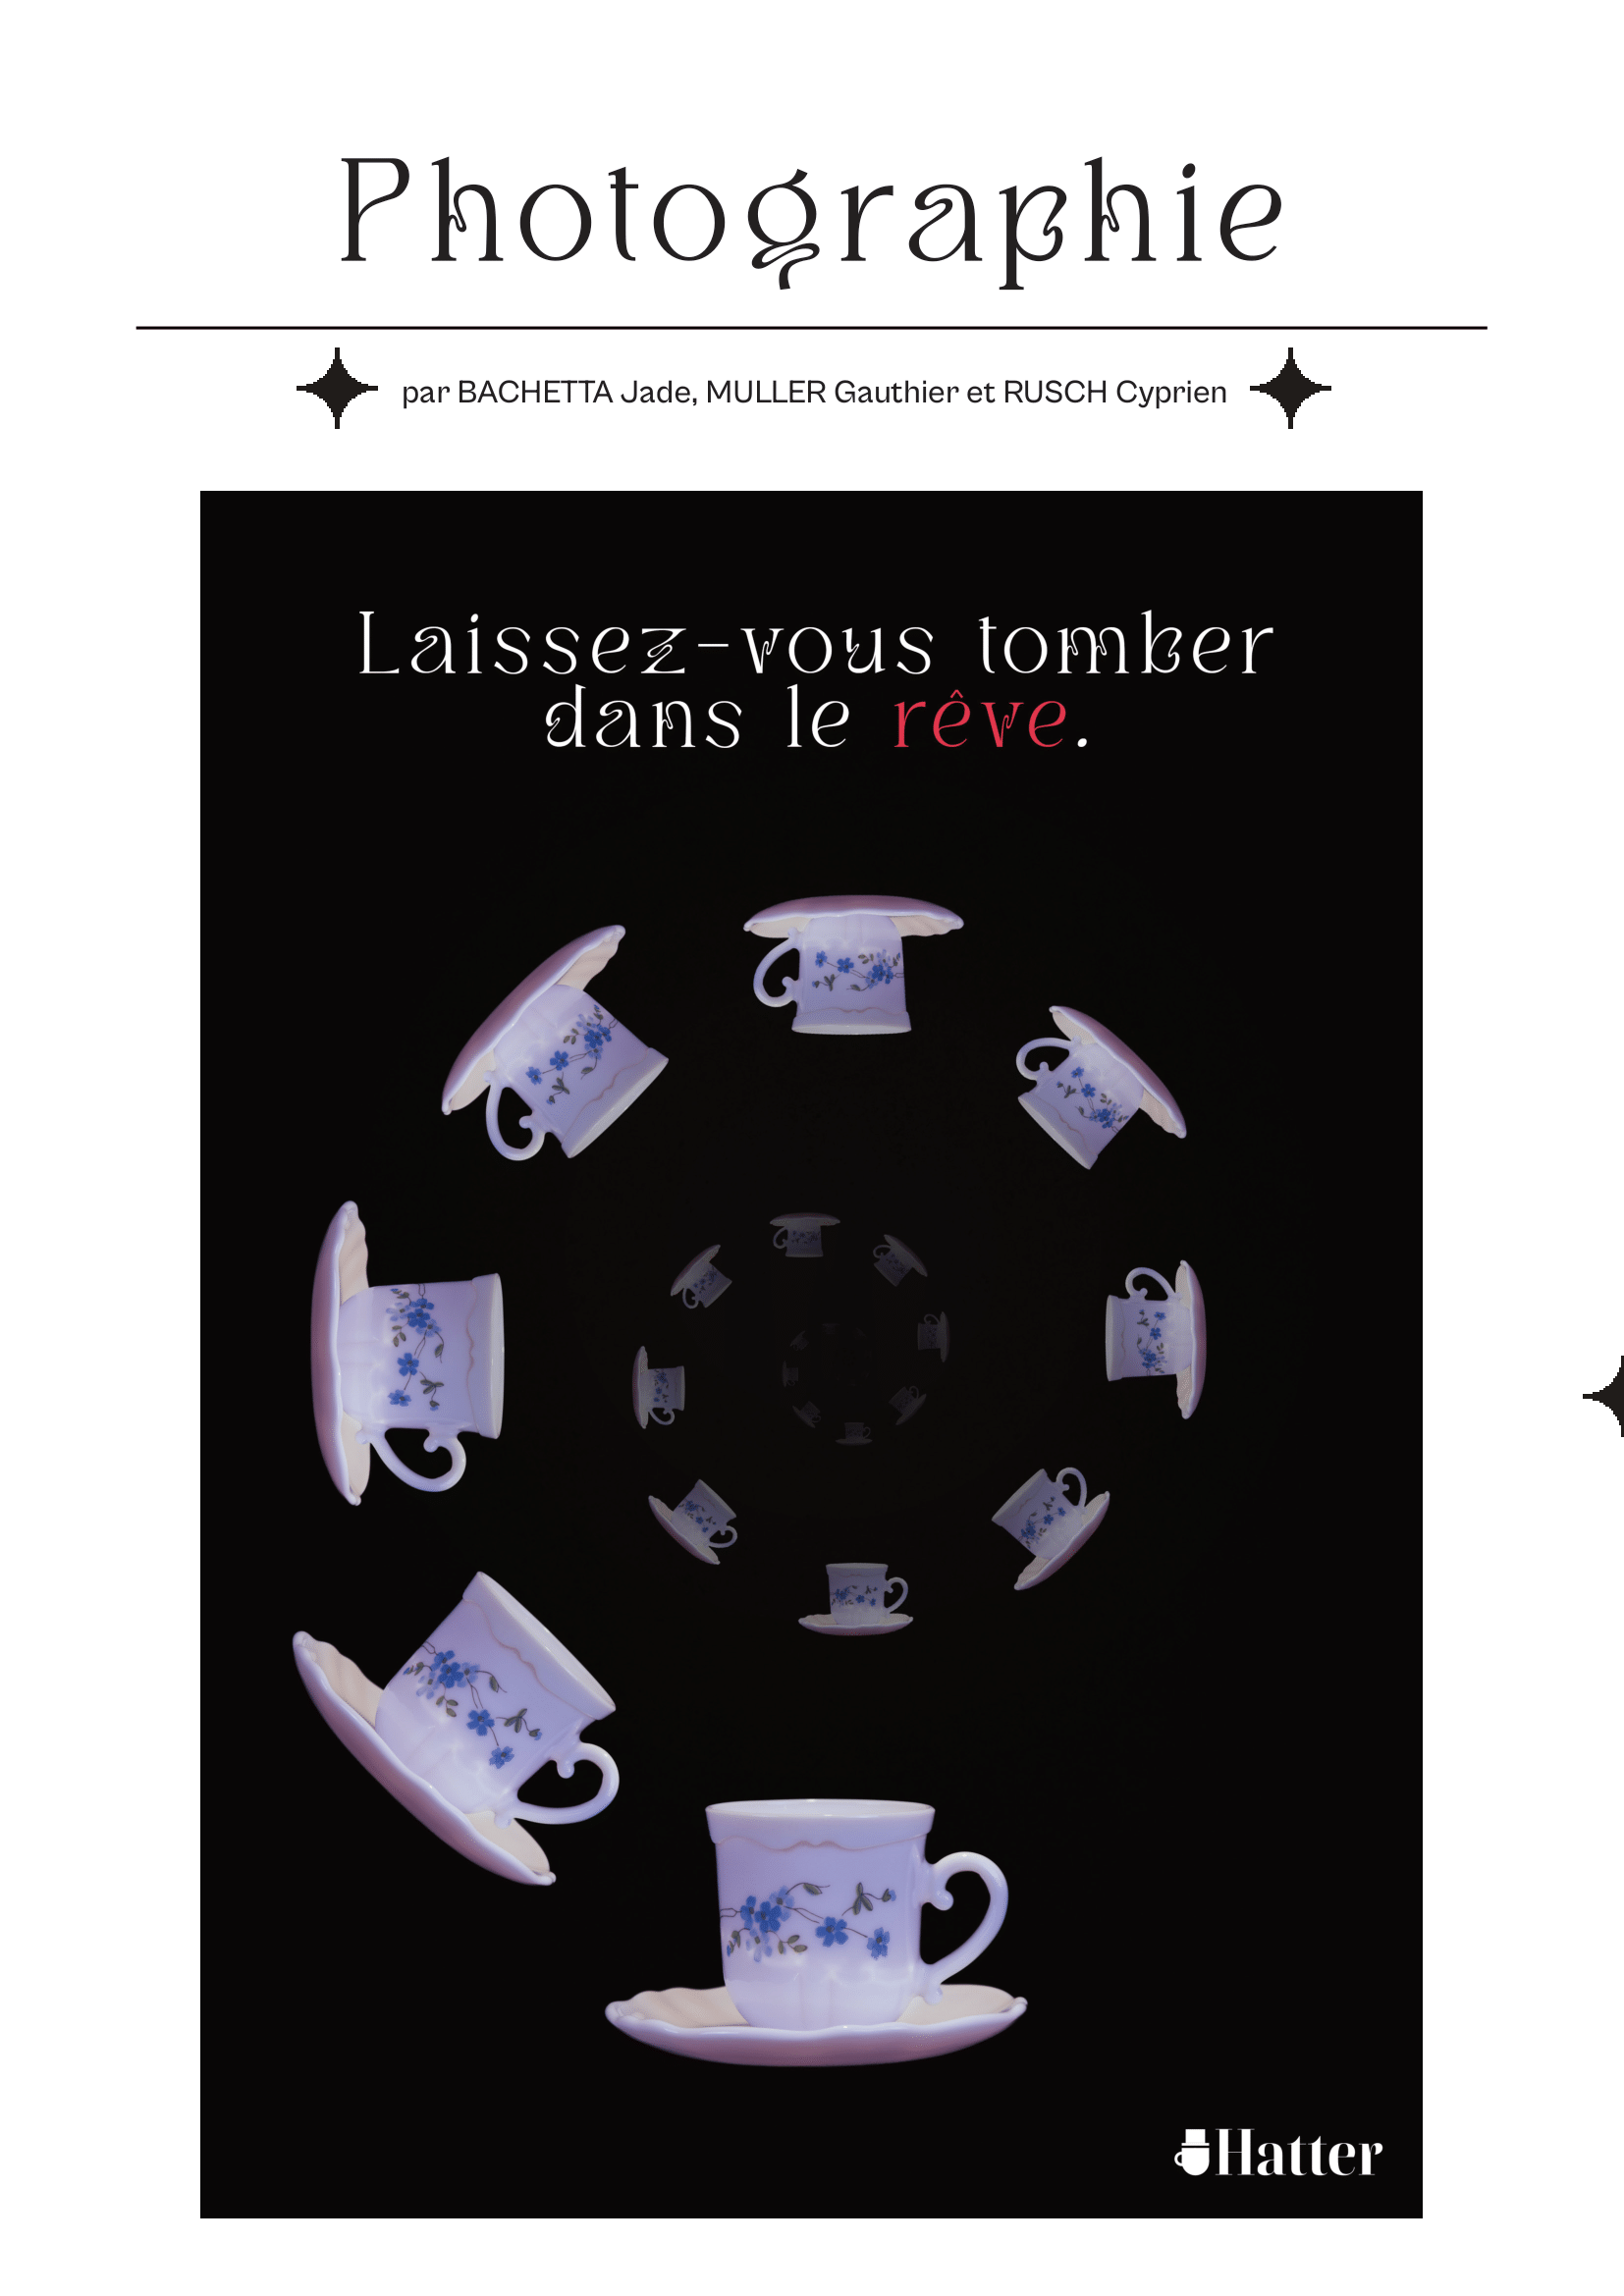 Photographie
par BACHETTA Jade, MULLER Gauthier et RUSCH Cyprien
Laissez-vous tomber
dans le rêve.
Hatter